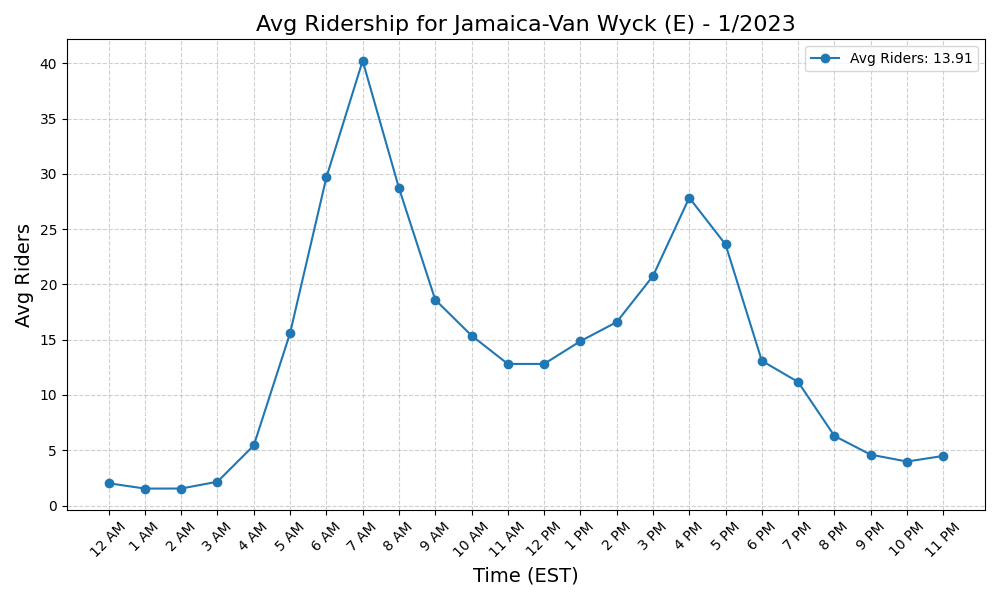 Avg Ridership for Jamaica-Van Wyck (E) - 1/2023
Avg Riders: 13.91
Avg Riders
40
35
30
25
20
15
10
5
0
12 AM
1 AM
2 AM
3 AM
4 AM
5 AM
6 AM
7 AM
8 AM
9 AM
10 AM
11 AM
12 PM
1 PM
2 PM
3 PM
4 PM
5 PM
6 PM
7 PM
8 PM
9 PM
10 PM
11 PM
Time (EST)